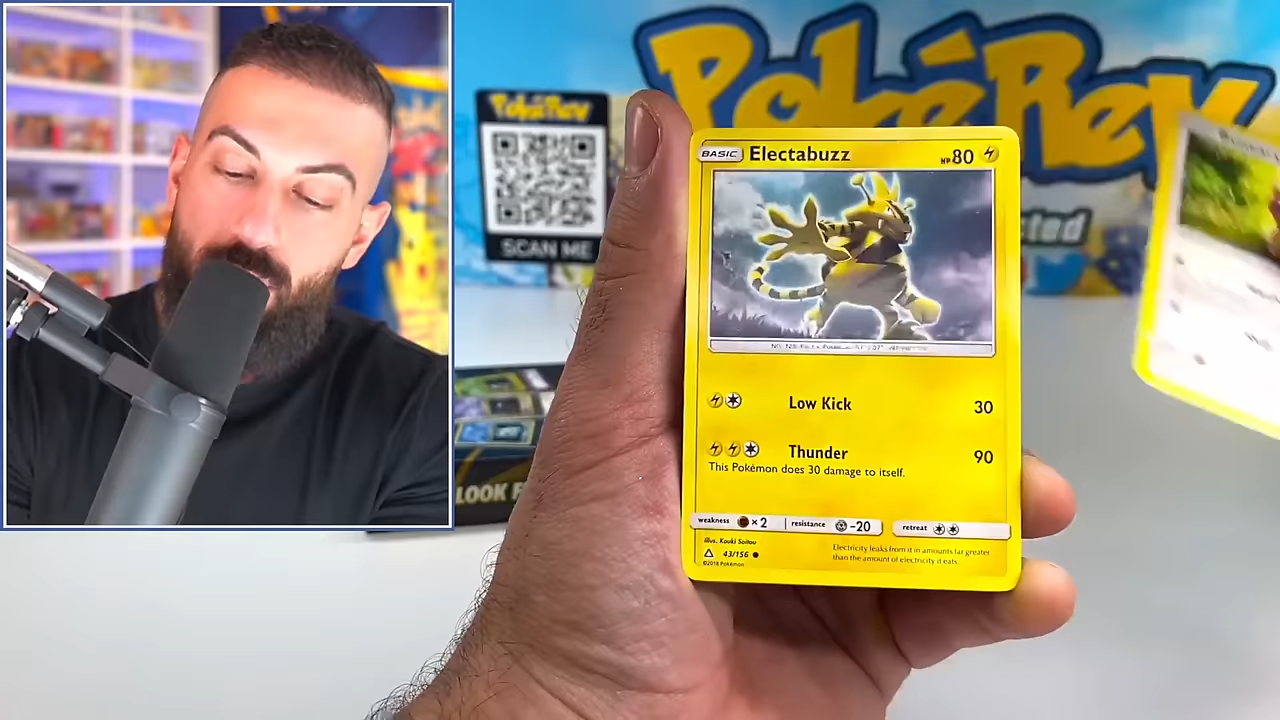 PokéRev
PokéRev
SCAN ME
LOOK F
BASIC Electabuzz HP80
Low Kick 30
Thunder 90
This Pokémon does 30 damage to itself.
weakness ×2 resistance -20 retreat
Illus. Kouki Saitou
43/156
©2018 Pokémon
Electricity leaks from it in amounts far greater
than the amount of electricity it eats.